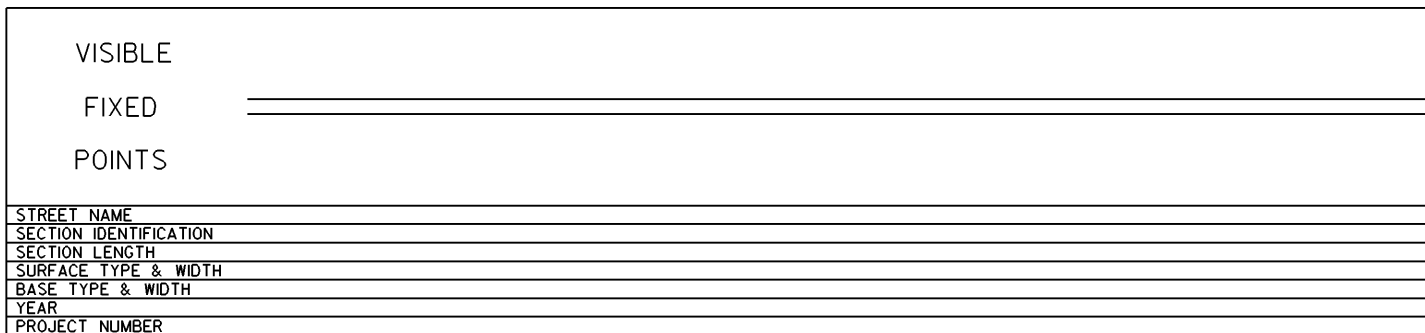 VISIBLE
FIXED
POINTS
STREET NAME
SECTION IDENTIFICATION
SECTION LENGTH
SURFACE TYPE & WIDTH
BASE TYPE & WIDTH
YEAR
PROJECT NUMBER